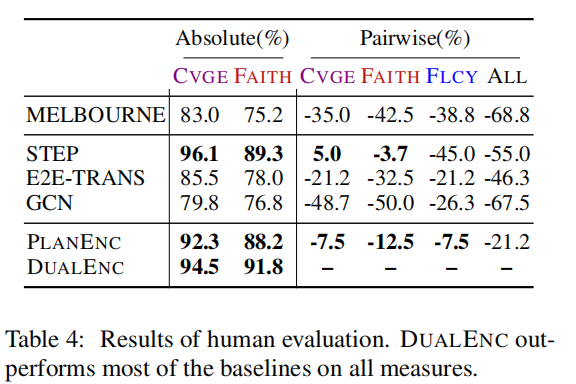 Absolute(%) Pairwise(%)
CVGE FAITH CVGE FAITH FLCY ALL
MELBOURNE 83.0 75.2 -35.0 -42.5 -38.8 -68.8
STEP 96.1 89.3 5.0 -3.7 -45.0 -55.0
E2E-TRANS 85.5 78.0 -21.2 -32.5 -21.2 -46.3
GCN 79.8 76.8 -48.7 -50.0 -26.3 -67.5
PLANENC 92.3 88.2 -7.5 -12.5 -7.5 -21.2
DUALENC 94.5 91.8 – – – –
Table 4: Results of human evaluation. DUALENC out-
performs most of the baselines on all measures.